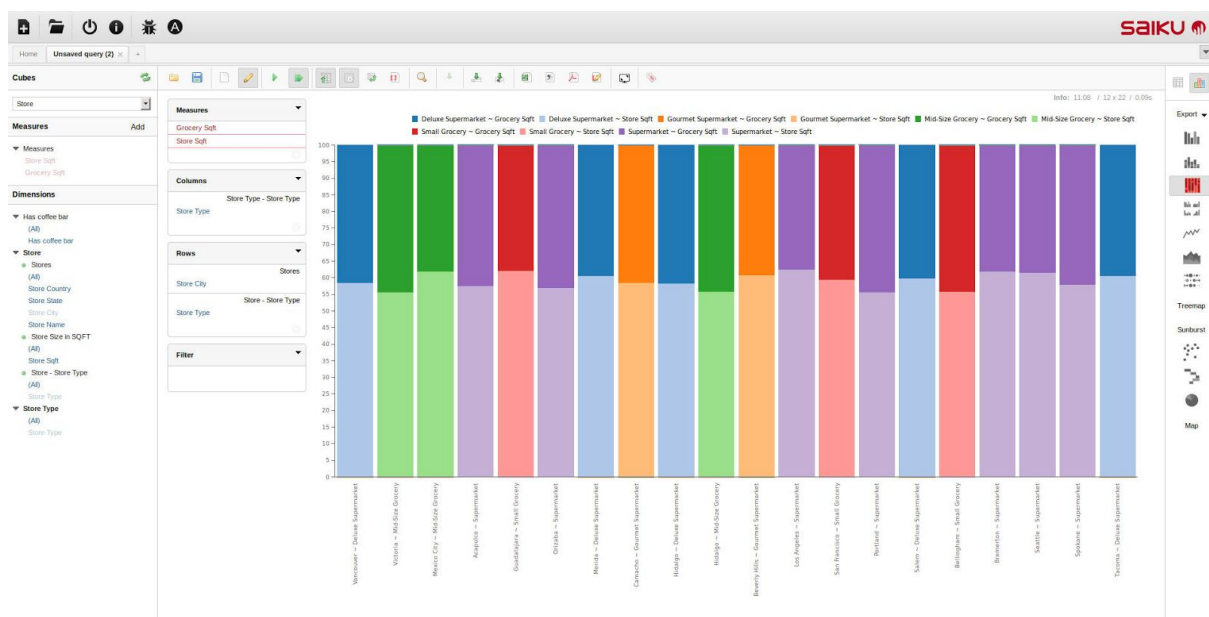 saiku
Home
Unsaved query (2) ×
+
Cubes
Store
Measures
Add
Measures
Store Sqft
Grocery Sqft
Dimensions
Has coffee bar
(All)
Has coffee bar
Store
Stores
(All)
Store Country
Store State
Store City
Store Name
Store Size in SQFT
(All)
Store Sqft
Store - Store Type
(All)
Store Type
Store Type
(All)
Store Type
Measures
Grocery Sqft
Store Sqft
Columns
Store Type - Store Type
Store Type
Rows
Stores
Store City
Store - Store Type
Store Type
Filter
Info: 11:08 / 12 x 22 / 0.09s
Deluxe Supermarket ~ Grocery Sqft Deluxe Supermarket ~ Store Sqft Gourmet Supermarket ~ Grocery Sqft Gourmet Supermarket ~ Store Sqft Mid-Size Grocery ~ Grocery Sqft Mid-Size Grocery ~ Store Sqft
Small Grocery ~ Grocery Sqft Small Grocery ~ Store Sqft Supermarket ~ Grocery Sqft Supermarket ~ Store Sqft
100
95
90
85
80
75
70
65
60
55
50
45
40
35
30
25
20
15
10
5
0
Vancouver ~ Deluxe Supermarket
Victoria ~ Mid-Size Grocery
Mexico City ~ Mid-Size Grocery
Acapulco ~ Supermarket
Guadalajara ~ Small Grocery
Orizaba ~ Supermarket
Merida ~ Deluxe Supermarket
Camacho ~ Gourmet Supermarket
Hidalgo ~ Deluxe Supermarket
Hidalgo ~ Mid-Size Grocery
Beverly Hills ~ Gourmet Supermarket
Los Angeles ~ Supermarket
San Francisco ~ Small Grocery
Portland ~ Supermarket
Salem ~ Deluxe Supermarket
Bellingham ~ Small Grocery
Bremerton ~ Supermarket
Seattle ~ Supermarket
Spokane ~ Supermarket
Tacoma ~ Deluxe Supermarket
Export
Treemap
Sunburst
Map